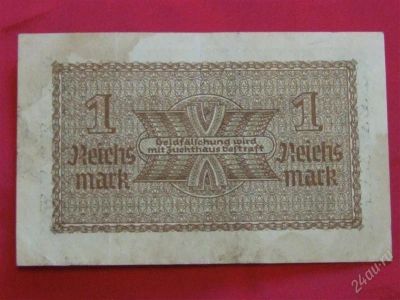 1
Reichs
mark
Geldfälschung wird
mit Zuchthaus bestraft
1
Reichs
mark
24au.ru